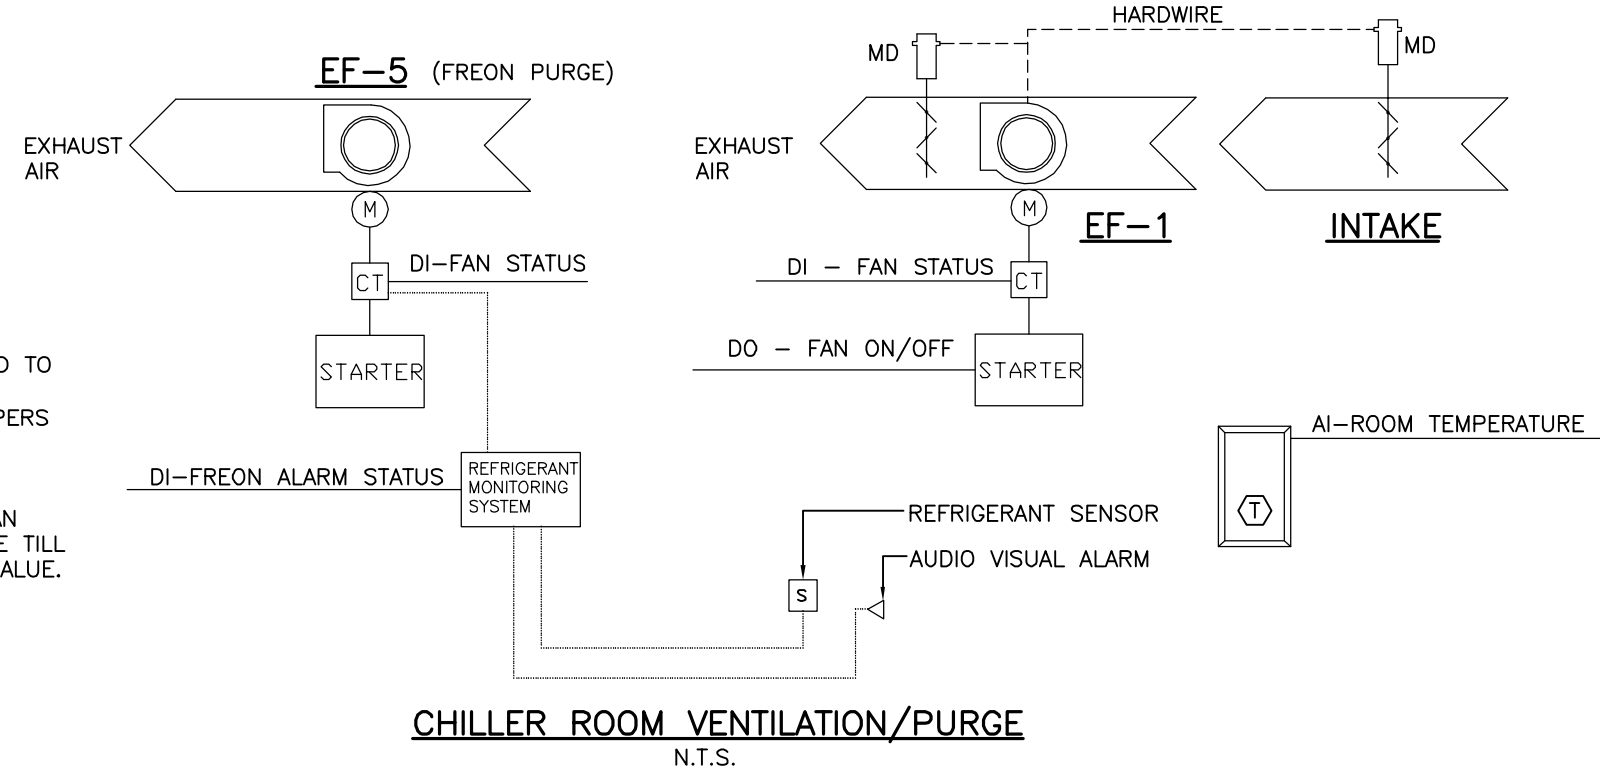 HARDWIRE
MD
MD
EF-5 (FREON PURGE)
EXHAUST
AIR
M
DI-FAN STATUS
CT
STARTER
EXHAUST
AIR
M
EF-1
INTAKE
DI - FAN STATUS
CT
DO - FAN ON/OFF
STARTER
TO
AI-ROOM TEMPERATURE
T
DI-FREON ALARM STATUS
REFRIGERANT
MONITORING
SYSTEM
TILL
REFRIGERANT SENSOR
AUDIO VISUAL ALARM
S
CHILLER ROOM VENTILATION/PURGE
N.T.S.